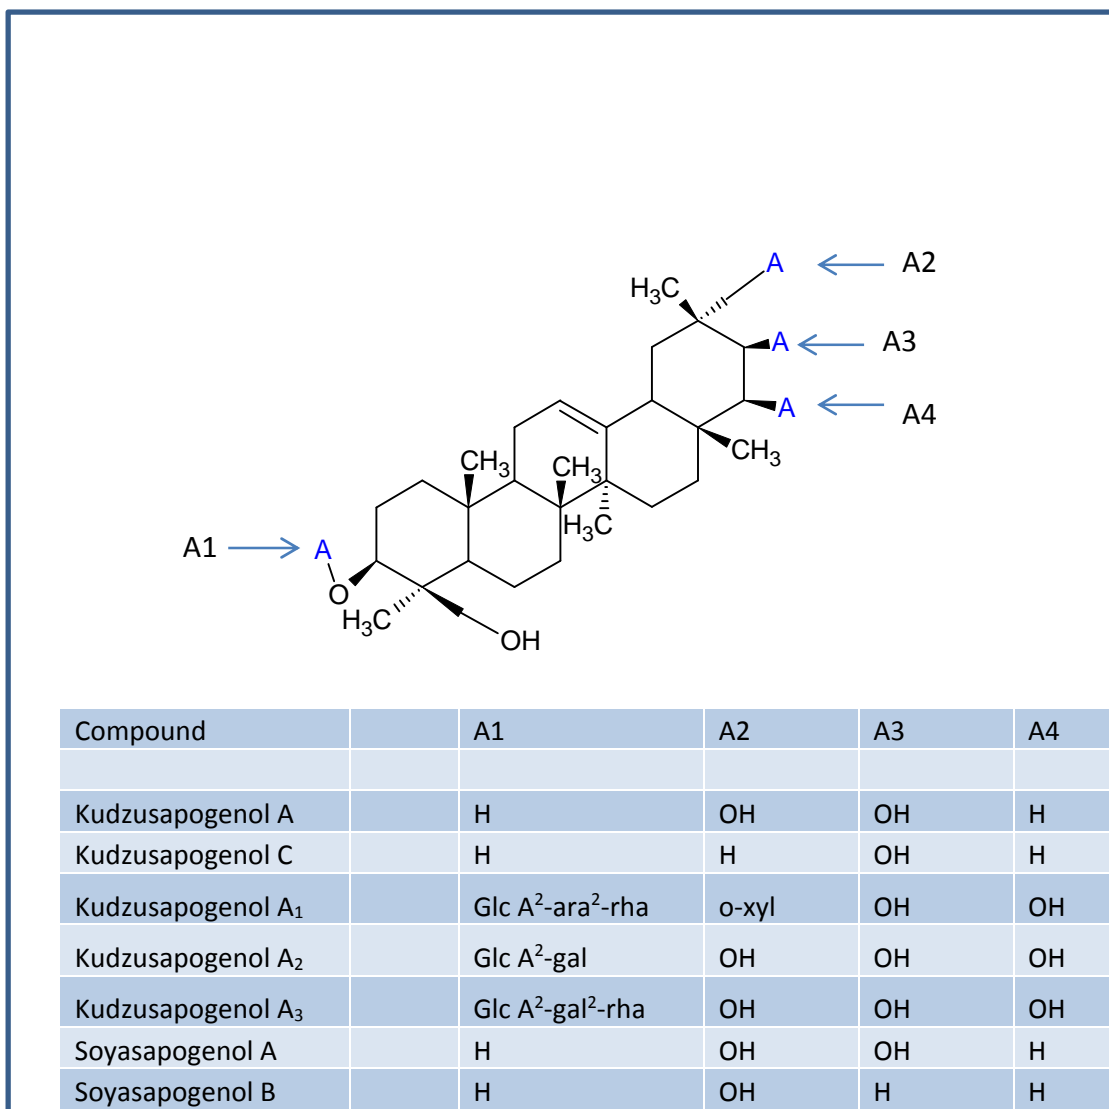 A
A2
H₃C
A
A3
A
A4
CH₃
CH₃
CH₃
H₃C
A1
A
O
H₃C
OH
Compound A1 A2 A3 A4
Kudzusapogenol A H OH OH H
Kudzusapogenol C H H OH H
Kudzusapogenol A₁ Glc A²-ara²-rha o-xyl OH OH
Kudzusapogenol A₂ Glc A²-gal OH OH OH
Kudzusapogenol A₃ Glc A²-gal²-rha OH OH OH
Soyasapogenol A H OH OH H
Soyasapogenol B H OH H H